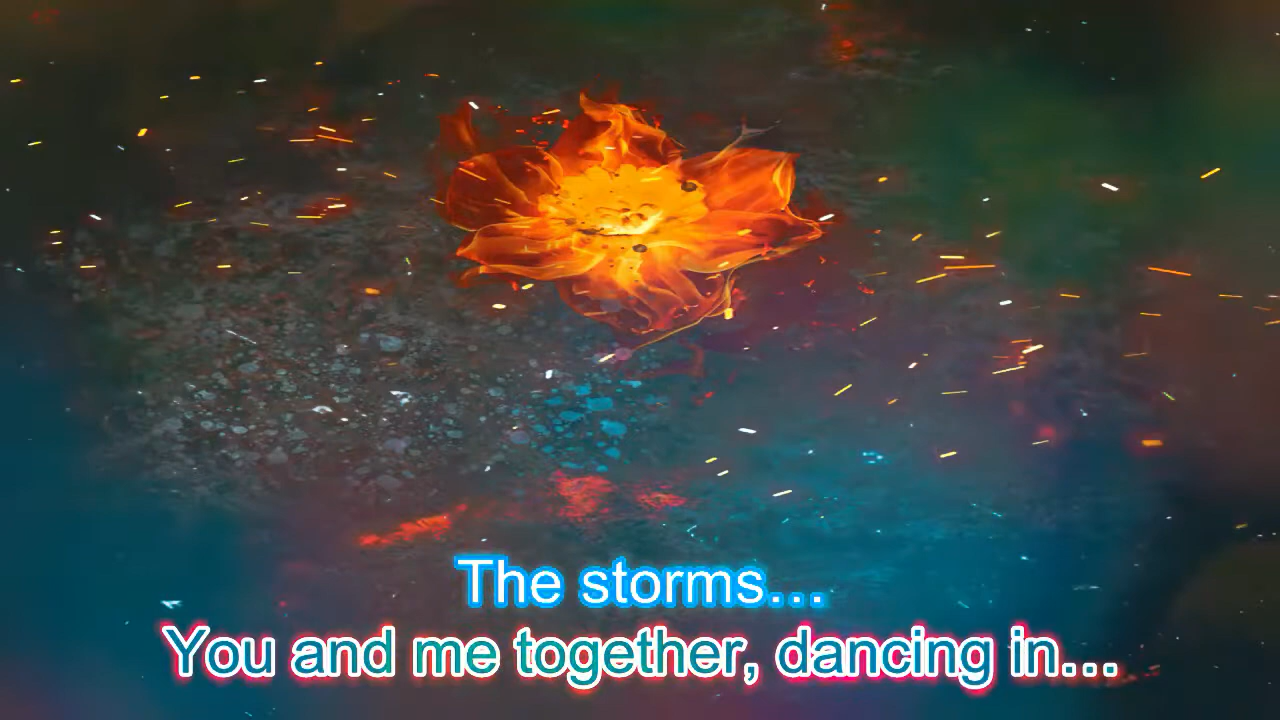 The storms…
You and me together, dancing in…